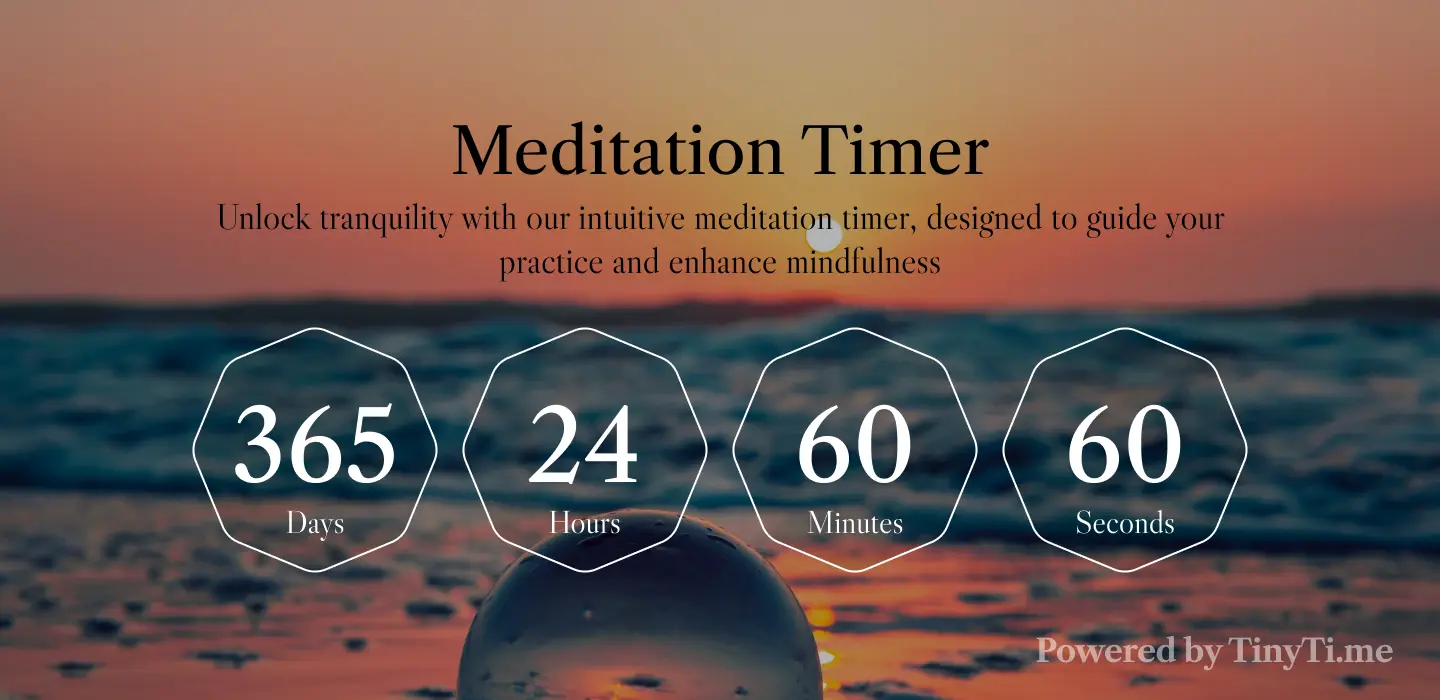 Meditation Timer
Unlock tranquility with our intuitive meditation timer, designed to guide your
practice and enhance mindfulness
365 24 60 60
Days Hours Minutes Seconds
Powered by TinyTi.me